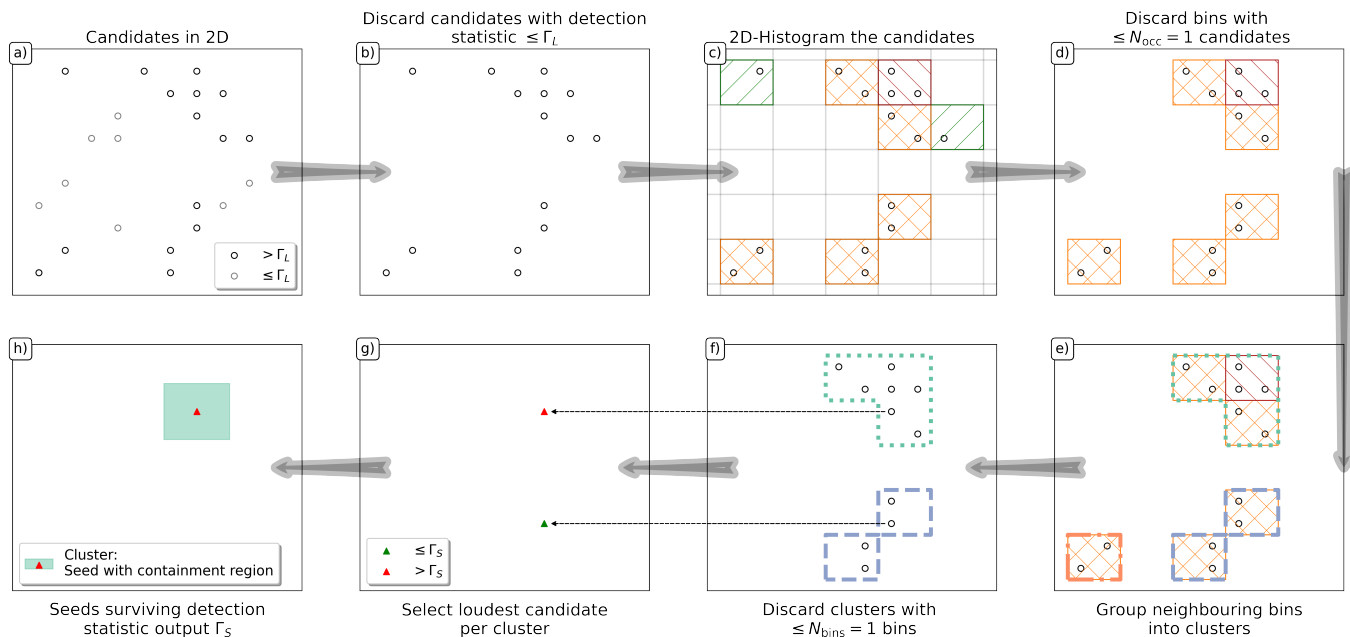 Candidates in 2D
a)
> Γ_L
≤ Γ_L
Discard candidates with detection
statistic ≤ Γ_L
b)
2D-Histogram the candidates
c)
Discard bins with
≤ N_occ = 1 candidates
d)
e)
Group neighbouring bins
into clusters
f)
Discard clusters with
≤ N_bins = 1 bins
g)
≤ Γ_S
> Γ_S
Select loudest candidate
per cluster
h)
Cluster:
Seed with containment region
Seeds surviving detection
statistic output Γ_S